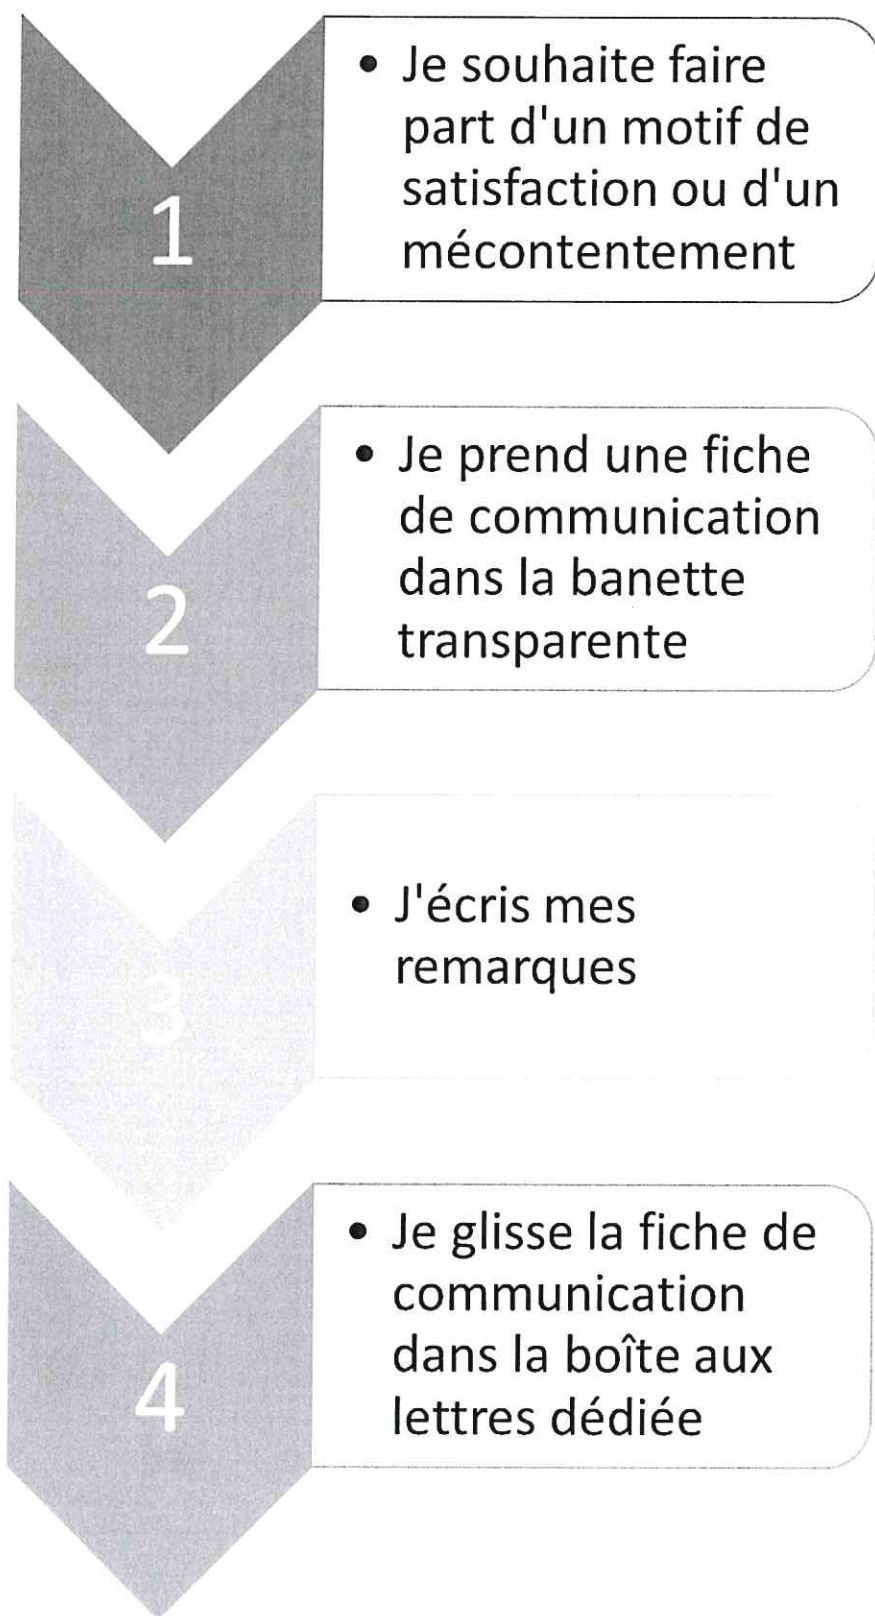 1
• Je souhaite faire
part d'un motif de
satisfaction ou d'un
mécontentement
2
• Je prend une fiche
de communication
dans la banette
transparente
3
• J'écris mes
remarques
4
• Je glisse la fiche de
communication
dans la boîte aux
lettres dédiée